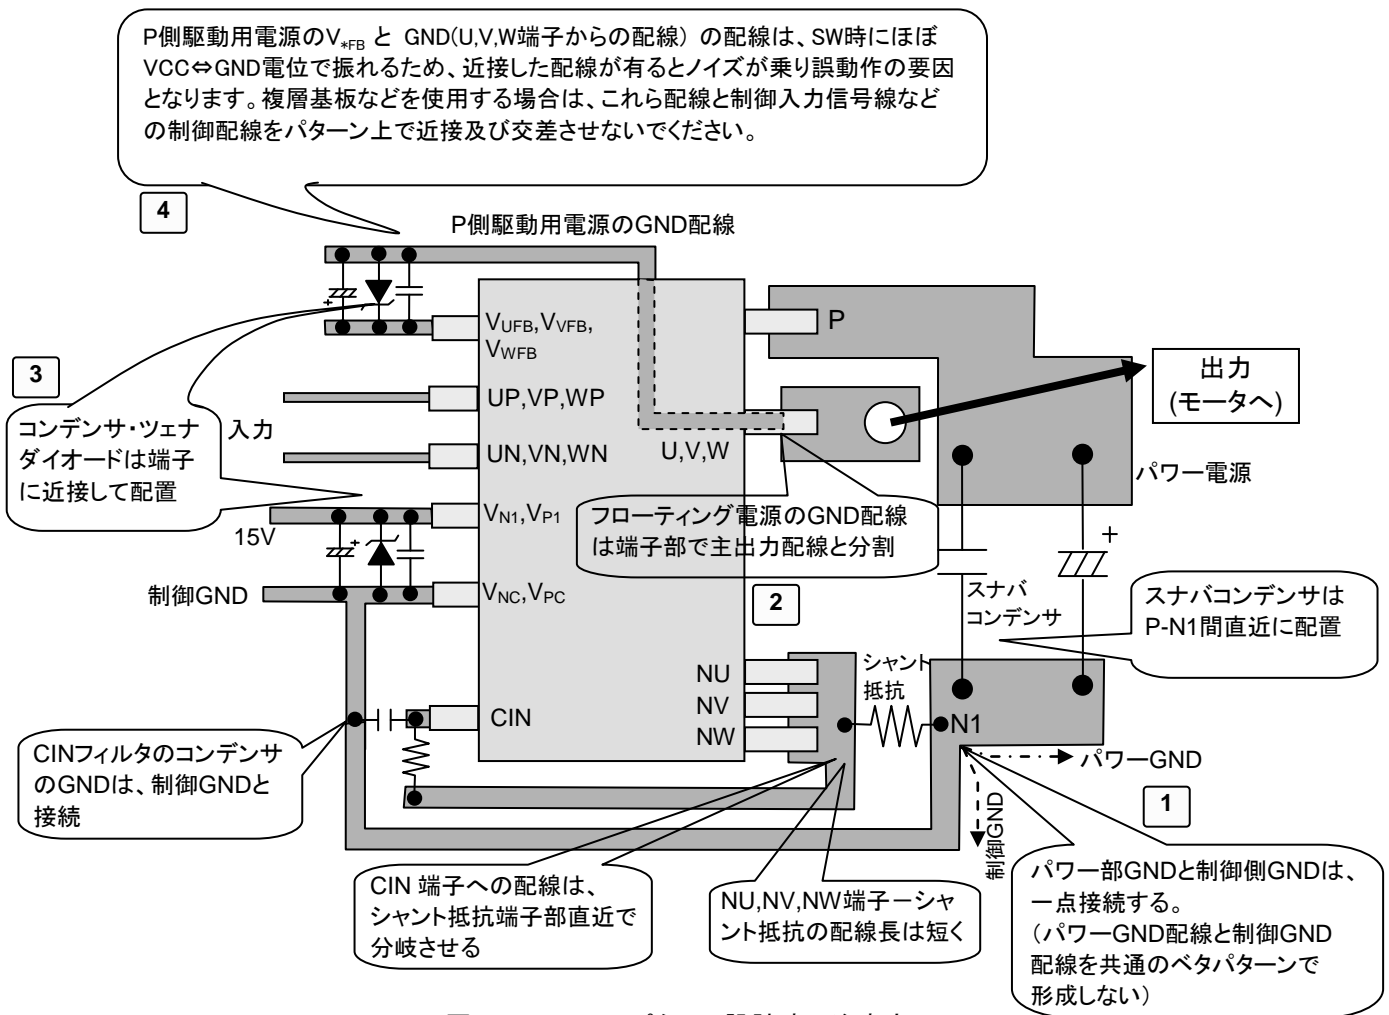 P側駆動用電源のV*FB と GND(U,V,W端子からの配線) の配線は、SW時にほぼ
VCC⇔GND電位で振れるため、近接した配線が有るとノイズが乗り誤動作の要因
となります。複層基板などを使用する場合は、これら配線と制御入力信号線など
の制御配線をパターン上で近接及び交差させないでください。
4
P側駆動用電源のGND配線
+
VUFB,VVFB,
VWFB
P
3
UP,VP,WP
出力
(モータへ)
コンデンサ・ツェナ
ダイオードは端子
に近接して配置
入力
UN,VN,WN
U,V,W
パワー電源
VN1,VP1
15V
+
フローティング電源のGND配線
は端子部で主出力配線と分割
+
制御GND
VNC,VPC
2
スナバ
コンデンサ
スナバコンデンサは
P-N1間直近に配置
NU
NV
NW
シャント
抵抗
N1
CIN
CINフィルタのコンデンサ
のGNDは、制御GNDと
接続
パワーGND
制御GND
1
CIN 端子への配線は、
シャント抵抗端子部直近で
分岐させる
NU,NV,NW端子－シャ
ント抵抗の配線長は短く
パワー部GNDと制御側GNDは、
一点接続する。
（パワーGND配線と制御GND
配線を共通のベタパターンで
形成しない）